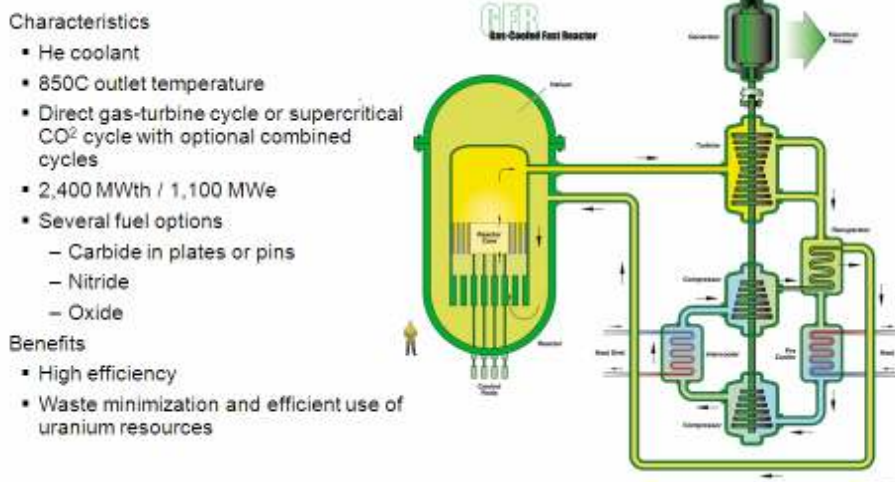 Characteristics
▪ He coolant
▪ 850C outlet temperature
▪ Direct gas-turbine cycle or supercritical
CO² cycle with optional combined
cycles
▪ 2,400 MWth / 1,100 MWe
▪ Several fuel options
– Carbide in plates or pins
– Nitride
– Oxide
Benefits
▪ High efficiency
▪ Waste minimization and efficient use of
uranium resources
GFR
Gas-Cooled Fast Reactor
Generator
Electrical
Power
Helium
Turbine
Reactor
Core
Recuperator
Compressor
Heat Sink
Intercooler
Pre
Cooler
Heat
Reactor
Control
Rods
Compressor